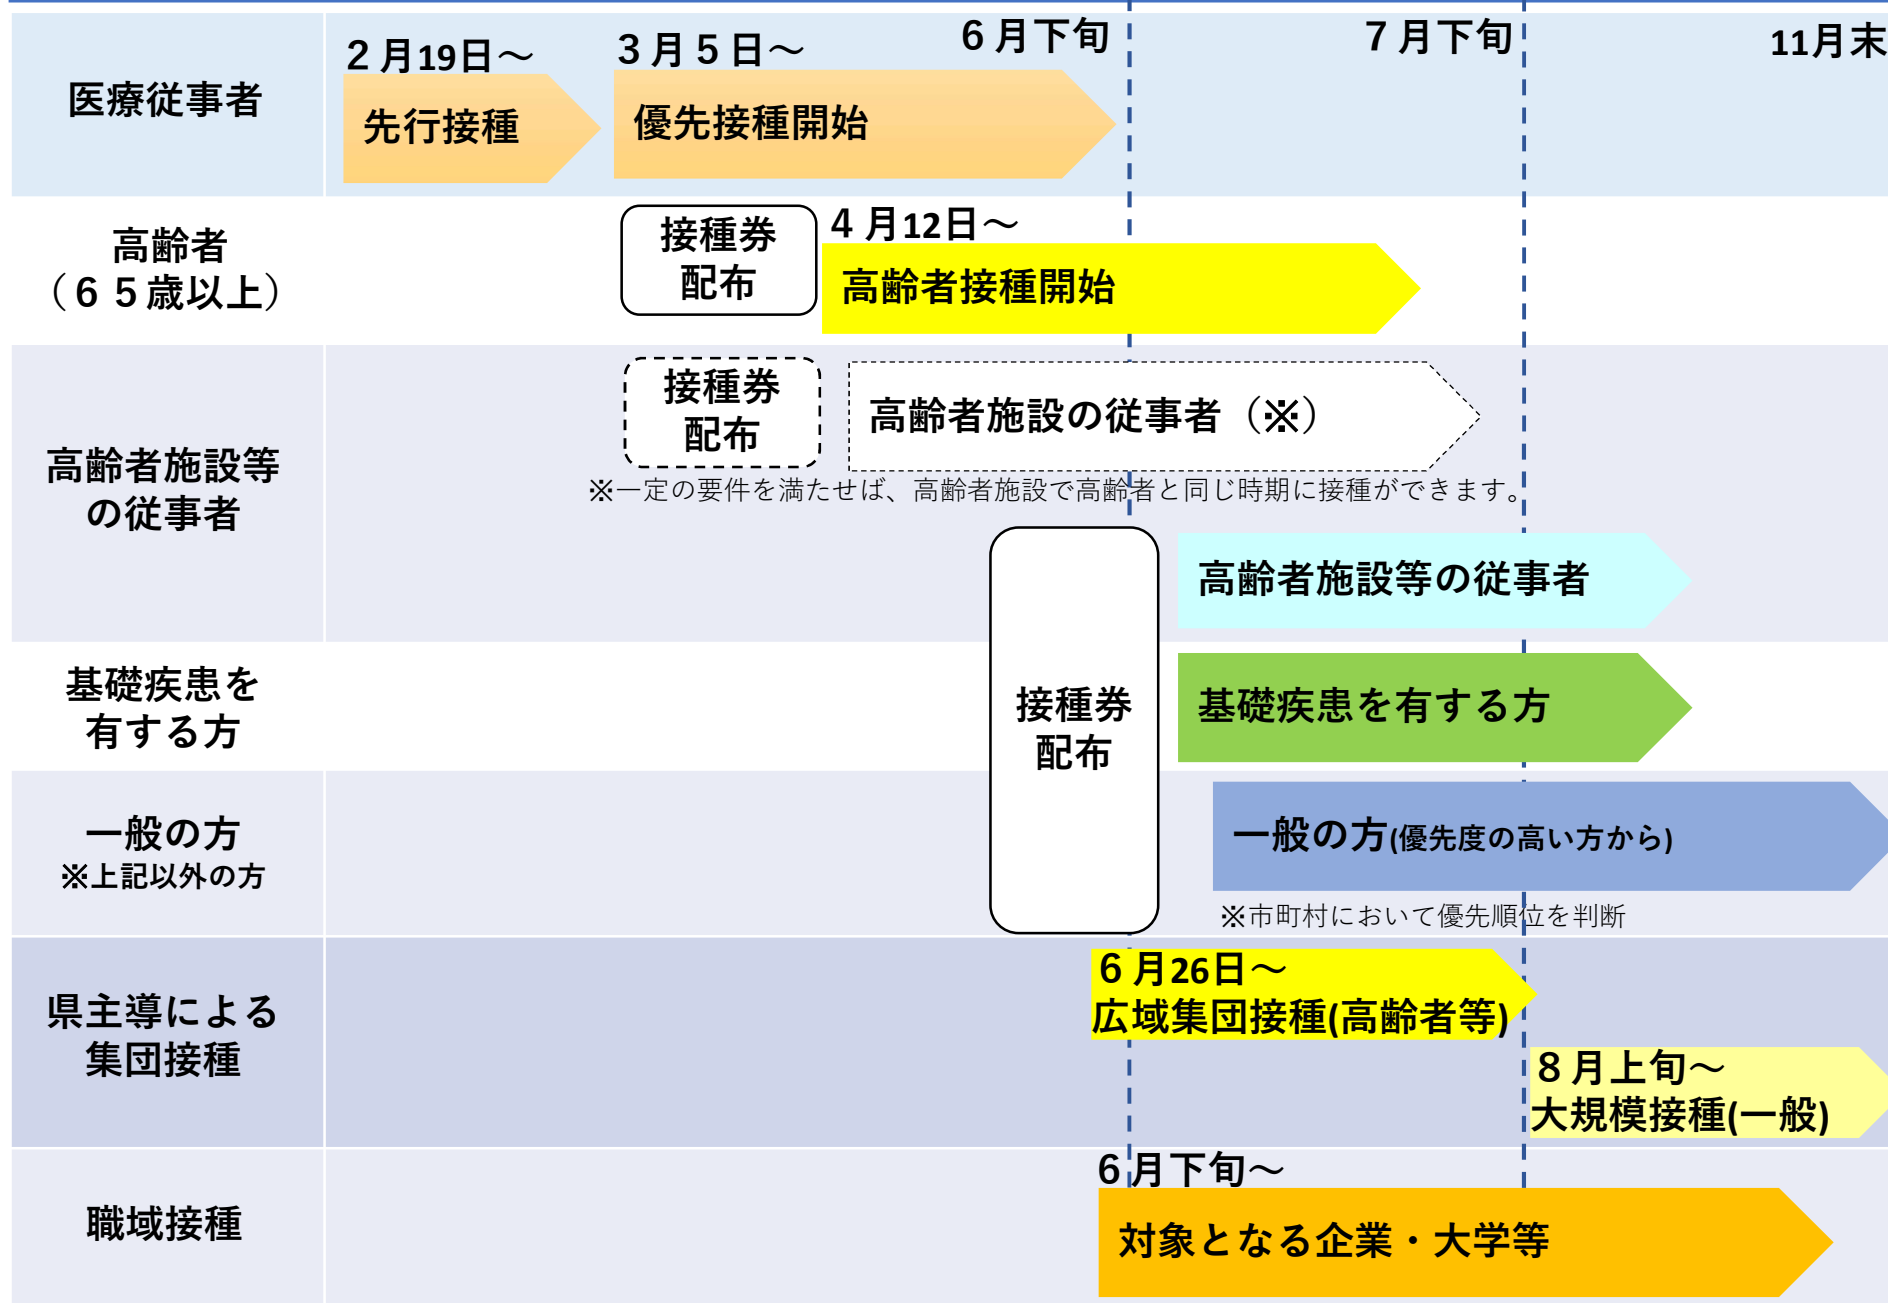 6月下旬
7月下旬
11月末
医療従事者
2月19日～
先行接種
3月5日～
優先接種開始
高齢者
（65歳以上）
接種券
配布
4月12日～
高齢者接種開始
高齢者施設等
の従事者
接種券
配布
高齢者施設の従事者（※）
※一定の要件を満たせば、高齢者施設で高齢者と同じ時期に接種ができます。
高齢者施設等の従事者
接種券
配布
基礎疾患を
有する方
基礎疾患を有する方
一般の方
※上記以外の方
一般の方(優先度の高い方から)
※市町村において優先順位を判断
県主導による
集団接種
6月26日～
広域集団接種(高齢者等)
8月上旬～
大規模接種(一般)
職域接種
6月下旬～
対象となる企業・大学等